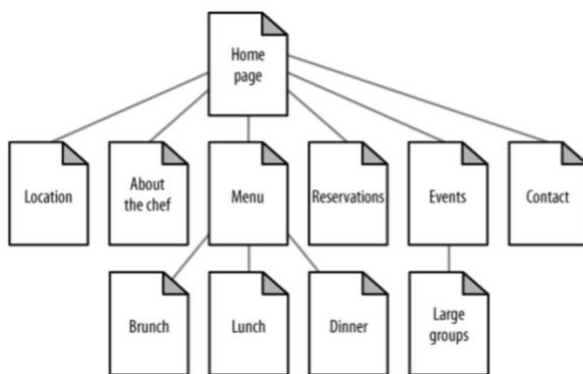 Home
page
Location
About
the chef
Menu
Reservations
Events
Contact
Brunch
Lunch
Dinner
Large
groups